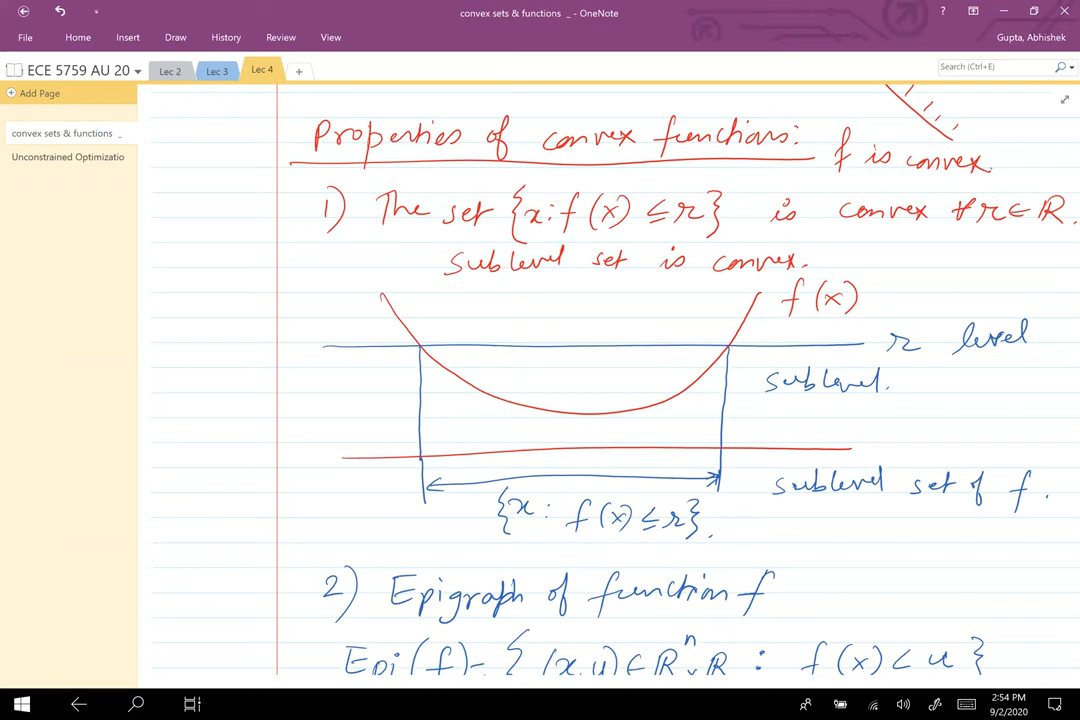 convex sets & functions _ - OneNote
File Home Insert Draw History Review View
Gupta, Abhishek
ECE 5759 AU 20
Lec 2
Lec 3
Lec 4
Search (Ctrl+E)
Add Page
convex sets & functions _
Unconstrained Optimizatio
Properties of convex functions: f is convex.
1) The set {x: f(x) ≤ r} is convex ∀ r ∈ ℝ.
sublevel set is convex.
f(x)
r level
sublevel.
sublevel set of f.
{x: f(x) ≤ r}.
2) Epigraph of function f
Epi(f) = { (x,u) ∈ ℝⁿ × ℝ : f(x) ≤ u }
2:54 PM
9/2/2020